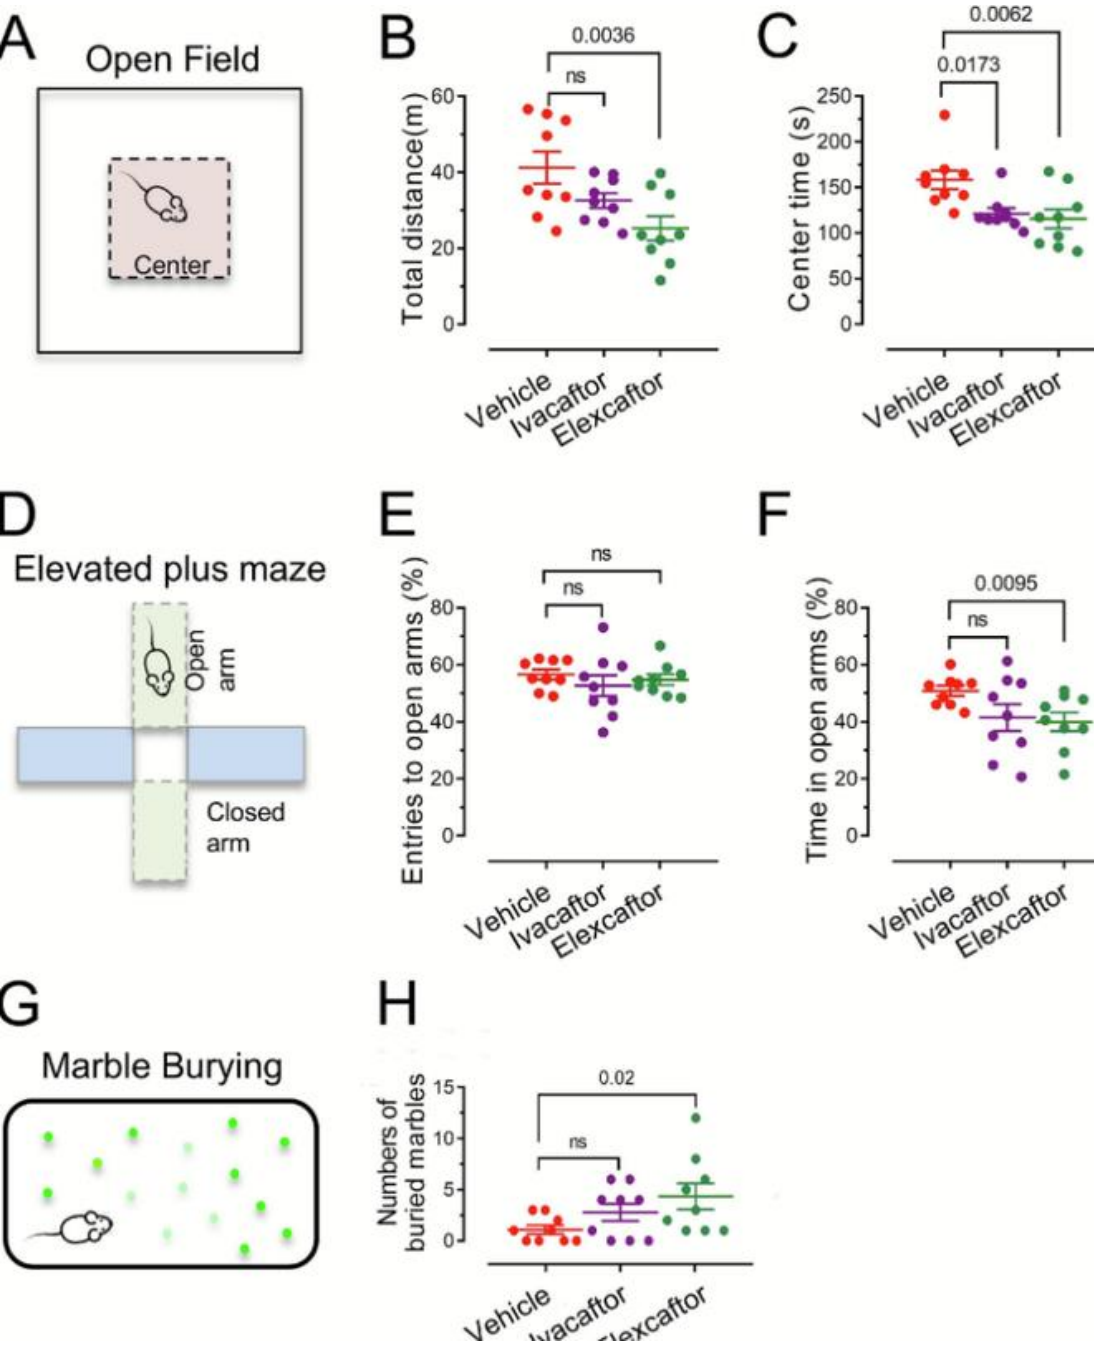 A
Open Field
Center
B
0.0036
ns
Total distance(m)
60
40
20
0
Vehicle
Ivacaftor
Elexcaftor
C
0.0062
0.0173
Center time (s)
250
200
150
100
50
0
Vehicle
Ivacaftor
Elexcaftor
D
Elevated plus maze
Open
arm
Closed
arm
E
ns
ns
Entries to open arms (%)
80
60
40
20
0
Vehicle
Ivacaftor
Elexcaftor
F
0.0095
ns
Time in open arms (%)
80
60
40
20
0
Vehicle
Ivacaftor
Elexcaftor
G
Marble Burying
H
0.02
ns
Numbers of
buried marbles
15
10
5
0
Vehicle
Ivacaftor
Elexcaftor